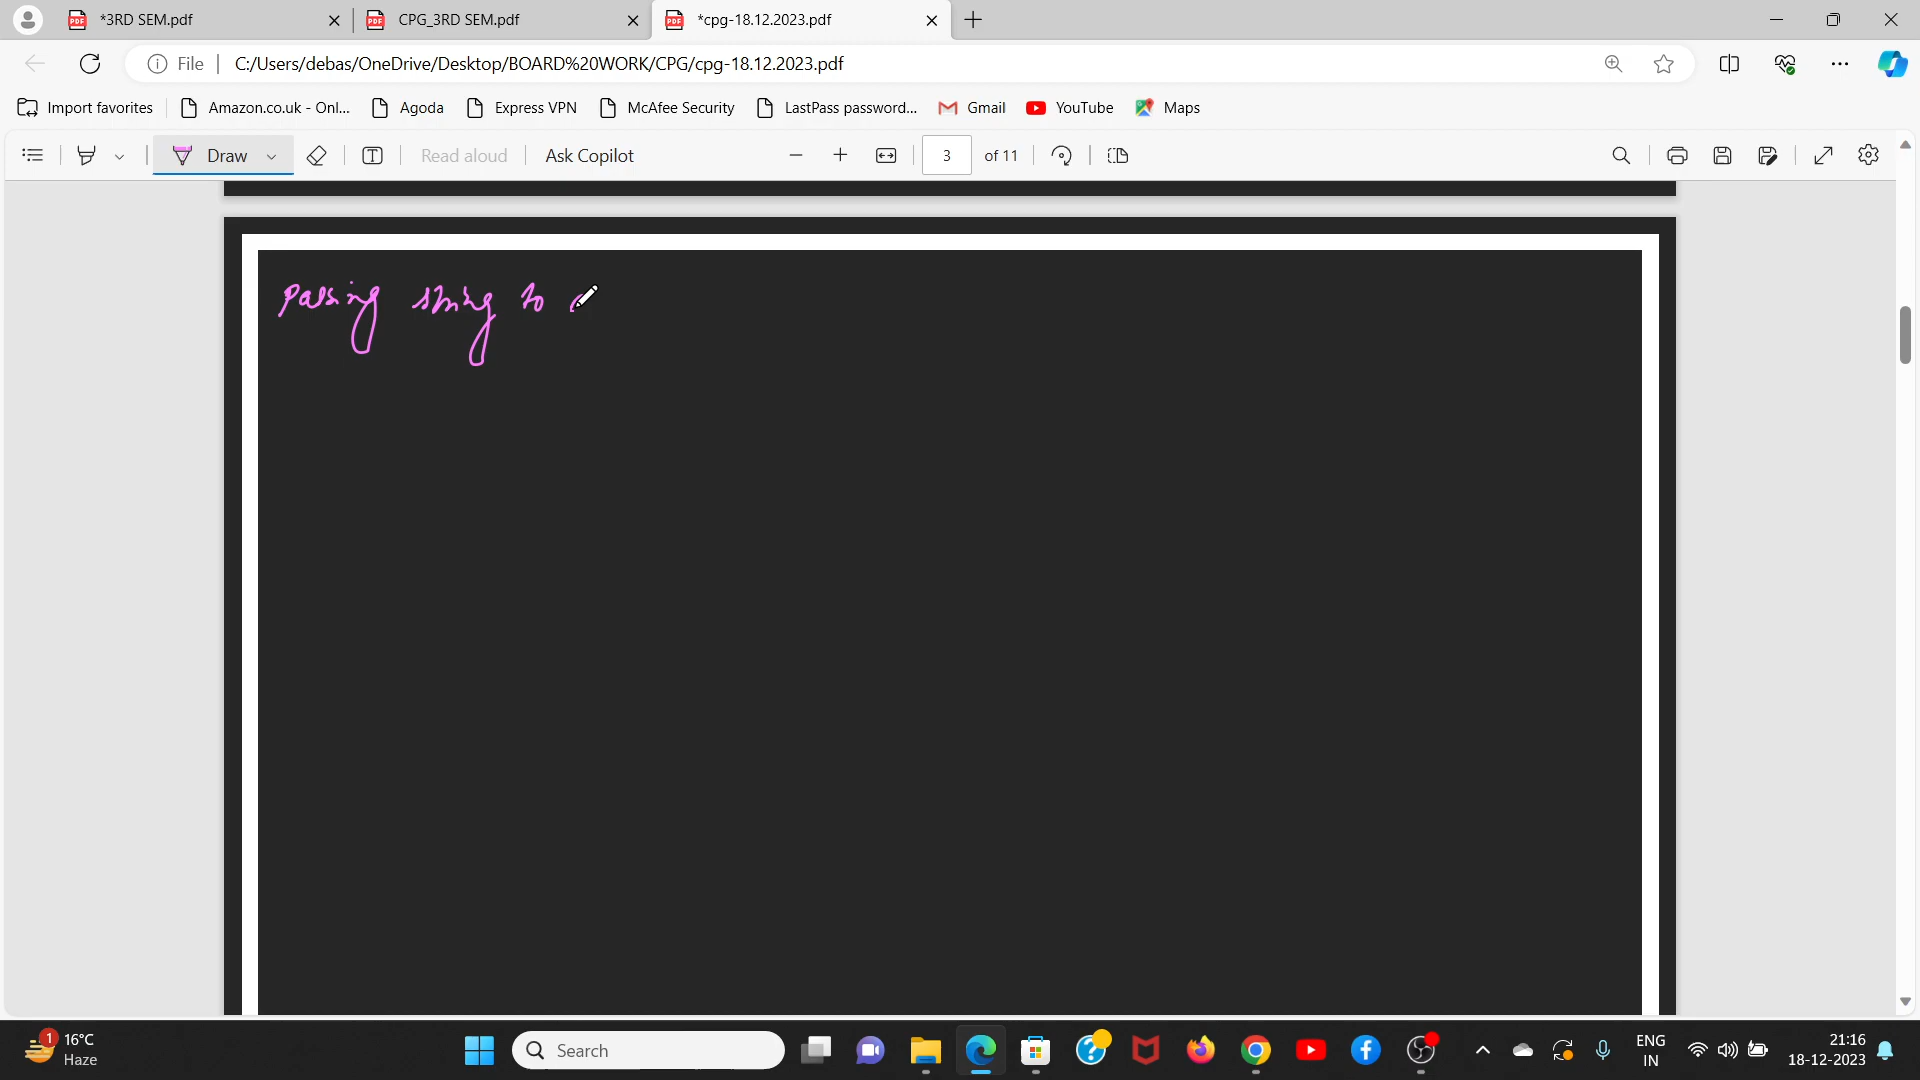 *3RD SEM.pdf
CPG_3RD SEM.pdf
*cpg-18.12.2023.pdf
File
C:/Users/debas/OneDrive/Desktop/BOARD%20WORK/CPG/cpg-18.12.2023.pdf
Import favorites
Amazon.co.uk - Onl...
Agoda
Express VPN
McAfee Security
LastPass password...
Gmail
YouTube
Maps
Draw
Read aloud
Ask Copilot
3
of 11
Passing string to
1
16°C
Haze
Search
ENG
IN
21:16
18-12-2023